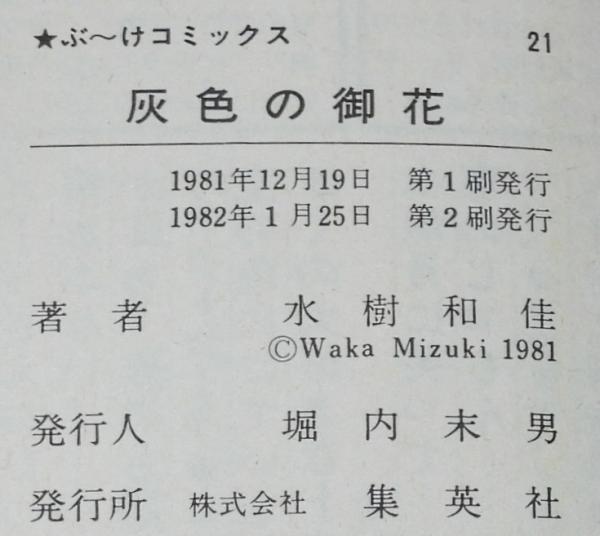 ★ぶ〜けコミックス 21
灰色の御花
1981年12月19日 第1刷発行
1982年1月25日 第2刷発行
著者 水樹和佳
©Waka Mizuki 1981
発行人 堀内末男
発行所 株式会社 集英社